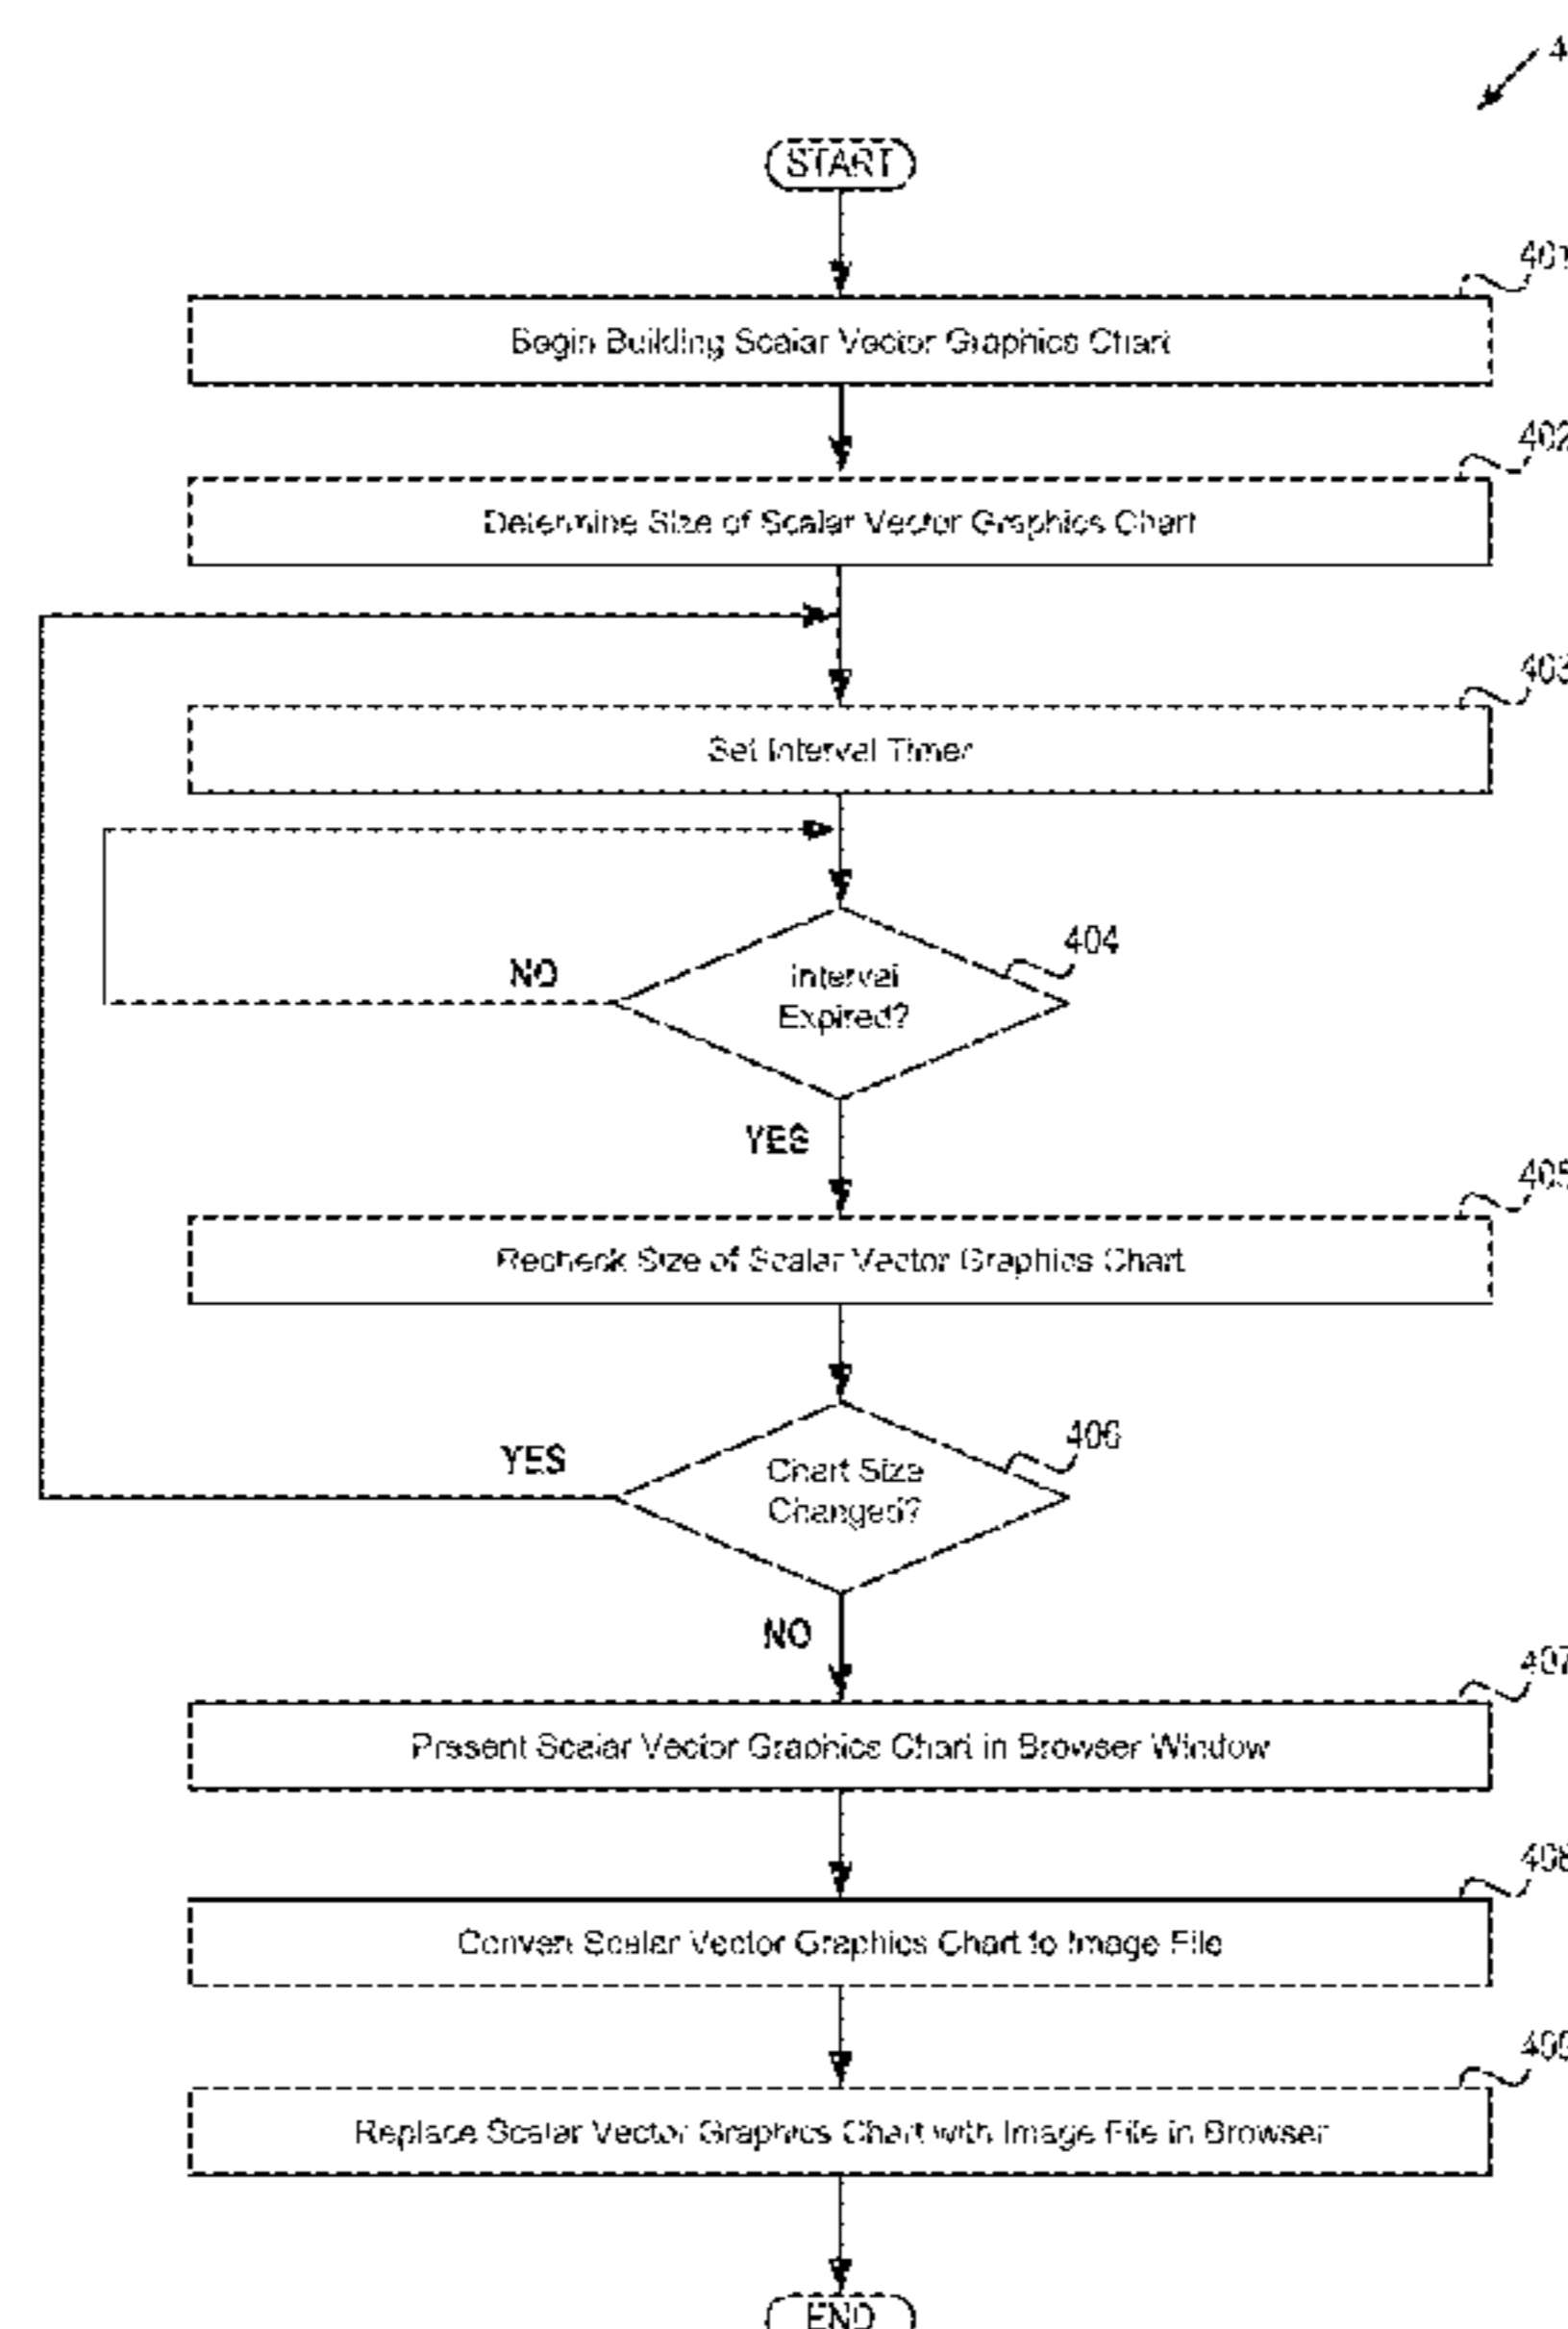 4
START
401
Begin Building Scalar Vector Graphics Chart
402
Determine Size of Scalar Vector Graphics Chart
403
Set Interval Timer
404
NO
Interval
Expired?
YES
405
Recheck Size of Scalar Vector Graphics Chart
406
YES
Chart Size
Changed?
NO
407
Present Scalar Vector Graphics Chart in Browser Window
408
Convert Scalar Vector Graphics Chart to Image File
409
Replace Scalar Vector Graphics Chart with Image File in Browser
END